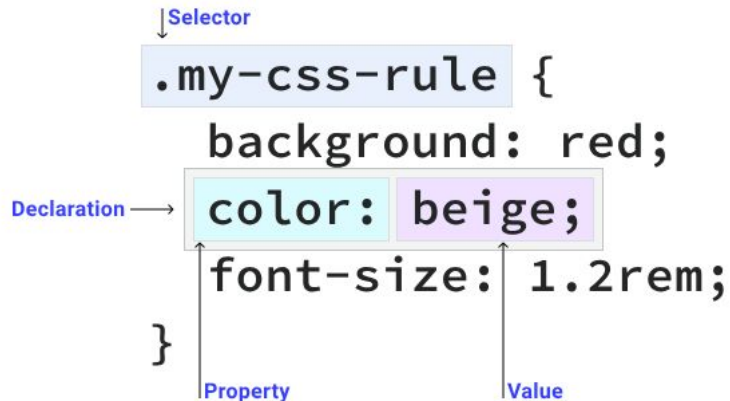 Selector
.my-css-rule {
background: red;
Declaration color: beige;
font-size: 1.2rem;
}
Property Value